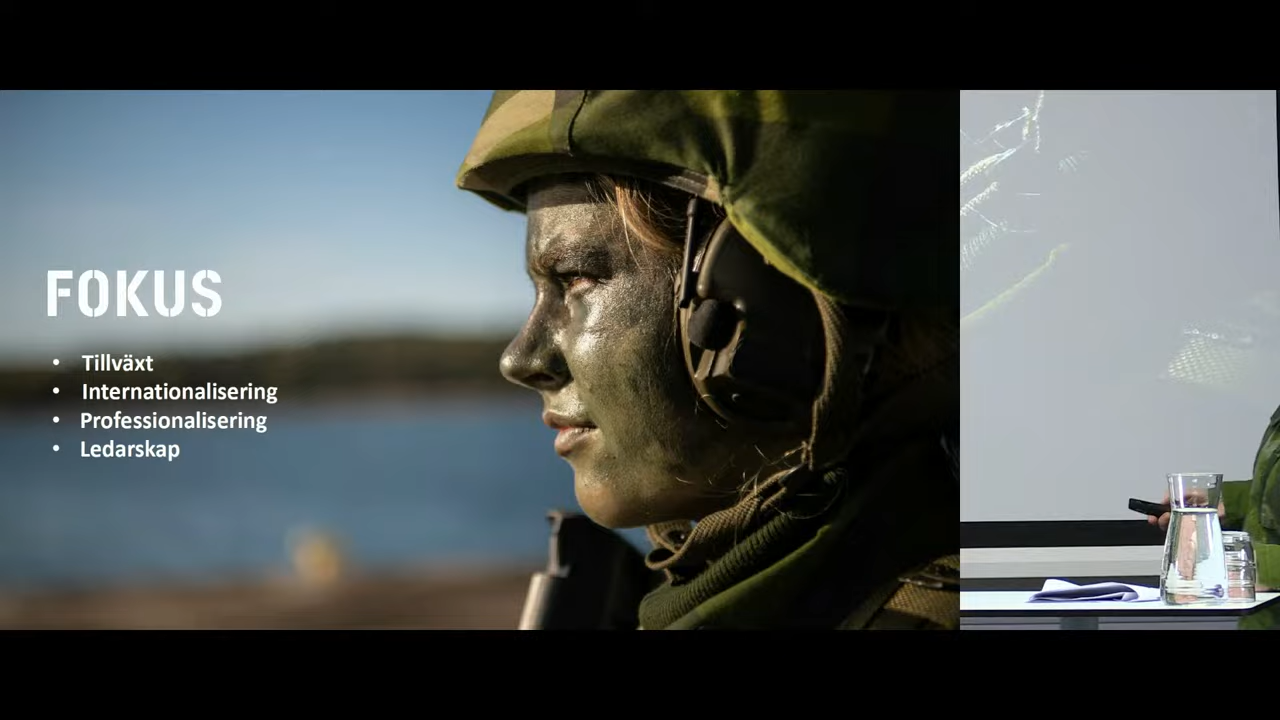 FOKUS
• Tillväxt
• Internationalisering
• Professionalisering
• Ledarskap